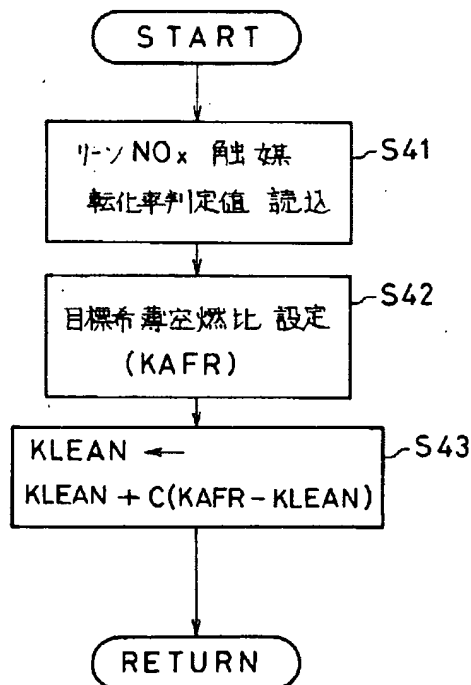 START
リーンNOx 触媒
転化率判定値 読込
S41
目標希薄空燃比 設定
(KAFR)
S42
KLEAN ←
KLEAN + C(KAFR-KLEAN)
S43
RETURN